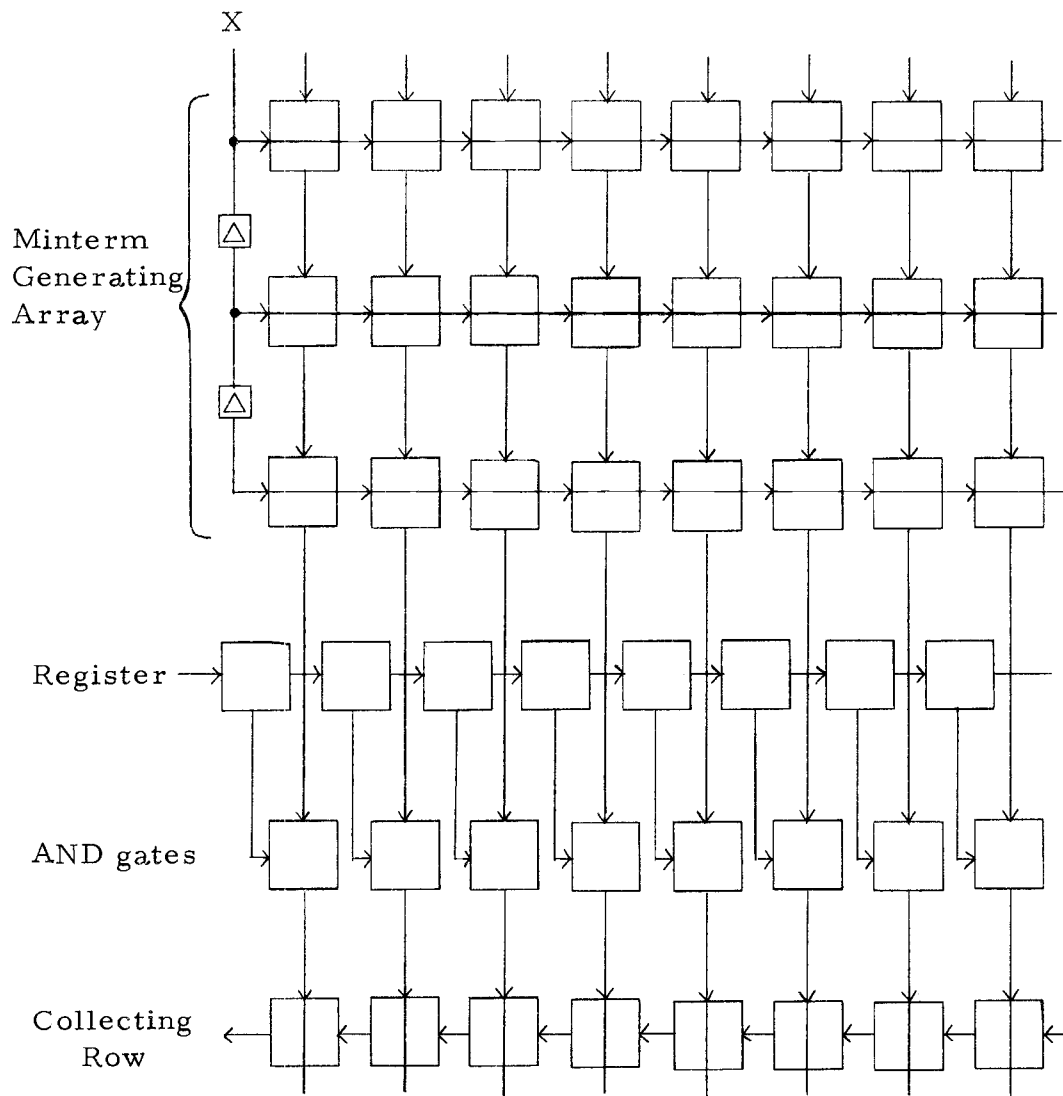 X
Minterm
Generating
Array
Δ
Δ
Register
AND gates
Collecting
Row